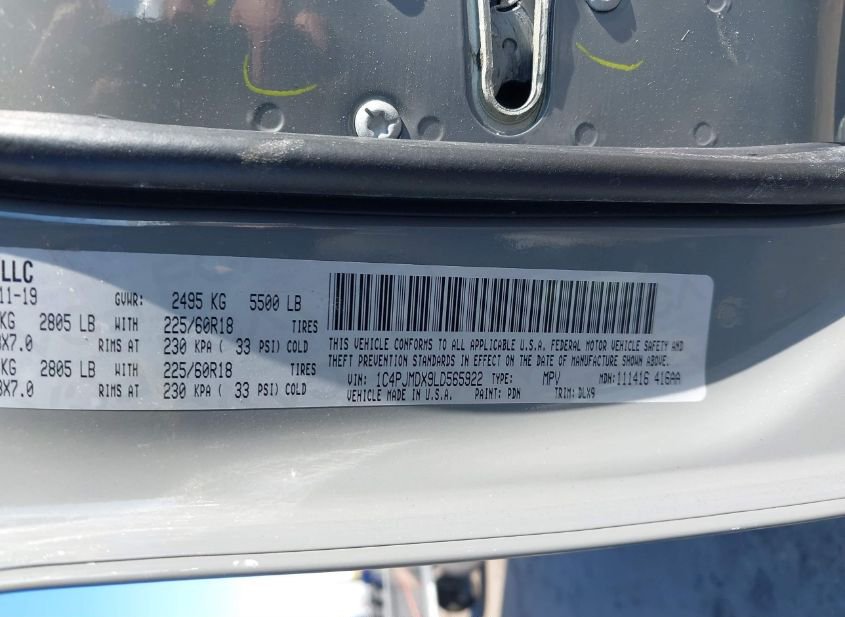 LLC
11-19 GVWR: 2495 KG 5500 LB
KG 2805 LB WITH 225/60R18 TIRES
X7.0 RIMS AT 230 KPA ( 33 PSI) COLD
KG 2805 LB WITH 225/60R18 TIRES
X7.0 RIMS AT 230 KPA ( 33 PSI) COLD
THIS VEHICLE CONFORMS TO ALL APPLICABLE U.S.A. FEDERAL MOTOR VEHICLE SAFETY AND
THEFT PREVENTION STANDARDS IN EFFECT ON THE DATE OF MANUFACTURE SHOWN ABOVE.
VIN: 1C4PJMDX9LD565922 TYPE: MPV MDH: 111416 416AA
VEHICLE MADE IN U.S.A. PAINT: PDN TRIM: DLX9